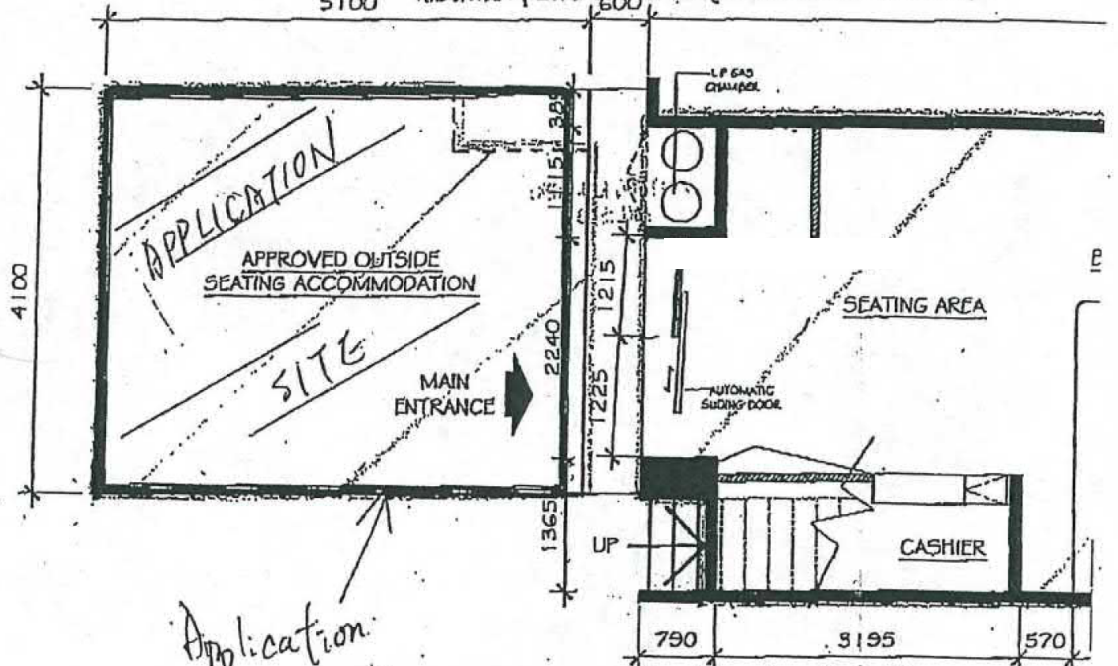 5100
600
LP GAS
CHAMBER
385
1115
4100
APPLICATION
APPROVED OUTSIDE
SEATING ACCOMMODATION
SITE
MAIN
ENTRANCE
2240
1215
1225
SEATING AREA
AUTOMATIC
SLIDING DOOR
1365
UP
CASHIER
Application
790
3195
570